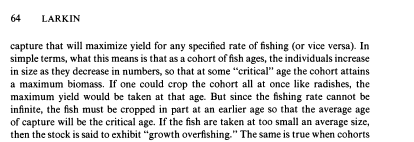 64 LARKIN
capture that will maximize yield for any specified rate of fishing (or vice versa). In
simple terms, what this means is that as a cohort of fish ages, the individuals increase
in size as they decrease in numbers, so that at some “critical” age the cohort attains
a maximum biomass. If one could crop the cohort all at once like radishes, the
maximum yield would be taken at that age. But since the fishing rate cannot be
infinite, the fish must be cropped in part at an earlier age so that the average age
of capture will be the critical age. If the fish are taken at too small an average size,
then the stock is said to exhibit “growth overfishing.” The same is true when cohorts